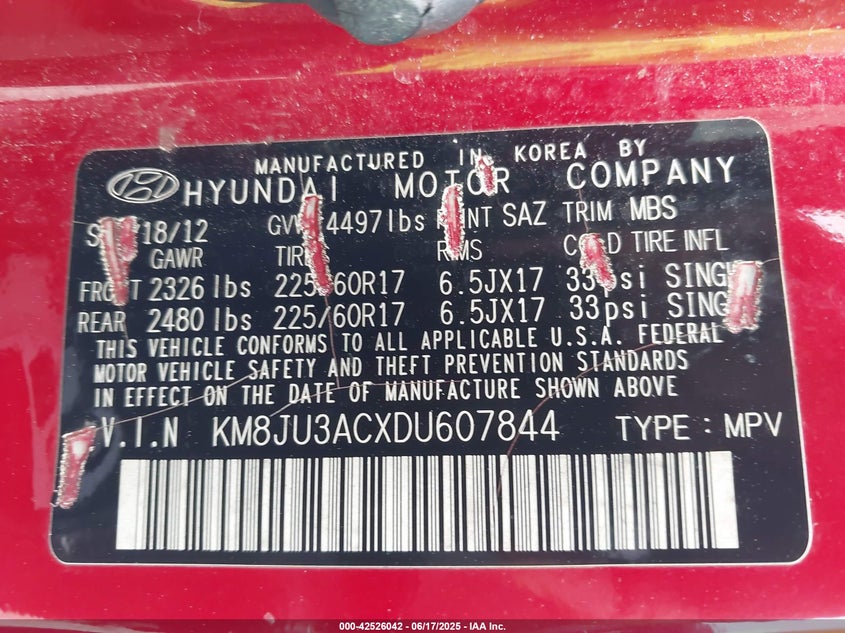 MANUFACTURED IN KOREA BY
HYUNDAI MOTOR COMPANY
18/12 4497lbs SAZ TRIM MBS
GAWR TIRE INFL
2326 lbs 60R17 6.5JX17 33psi
REAR 2480 lbs 225/60R17 6.5JX17 33psi
THIS VEHICLE CONFORMS TO ALL APPLICABLE U.S.A. FEDERAL
MOTOR VEHICLE SAFETY AND THEFT PREVENTION STANDARDS
IN EFFECT ON THE DATE OF MANUFACTURE SHOWN ABOVE
V.I.N KM8JU3ACXDU607844 TYPE : MPV
000-42526042 - 06/17/2025 - IAA Inc.